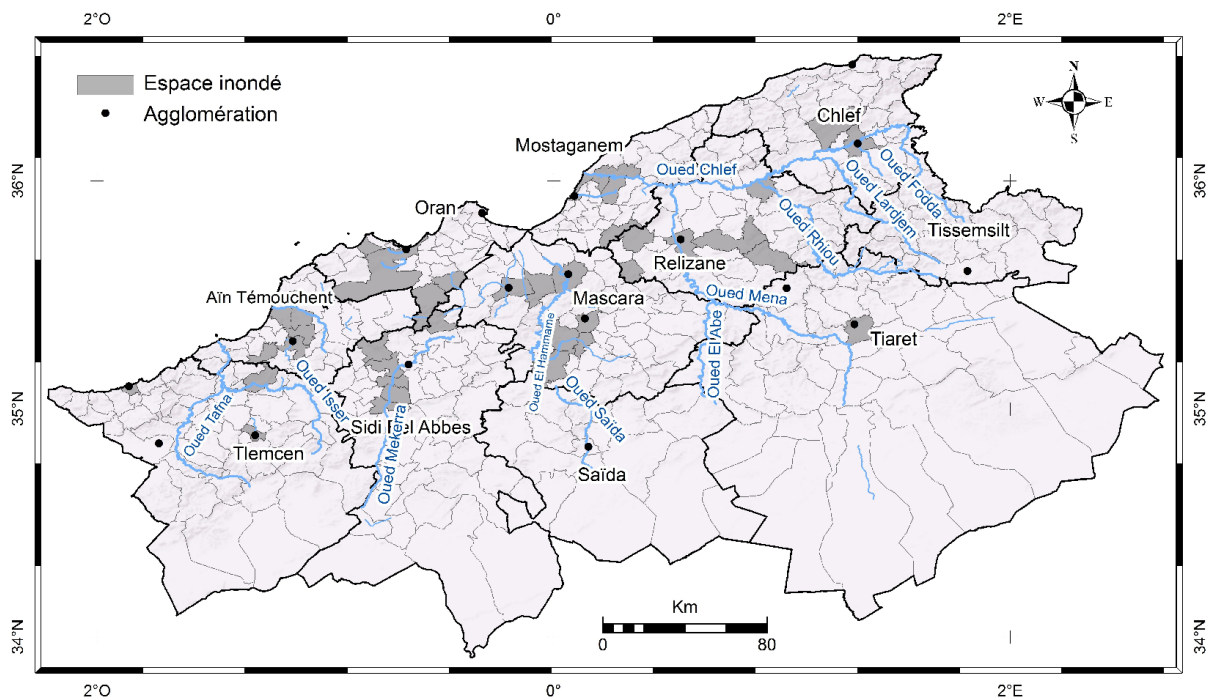 2°O
0°
2°E
Espace inondé
Agglomération
N
W
E
S
Chlef
Mostaganem
36°N
36°N
Oued Chlef
Oued Fodda
Oued Lardjem
Oran
Oued Rhiou
Tissemsilt
Relizane
Aïn Témouchent
Mascara
Oued Mena
Oued El Hammame
Oued El Abe
Tiaret
35°N
35°N
Oued Isser
Oued Tafna
Oued Saïda
Sidi Bel Abbes
Tlemcen
Oued Mekerra
Saïda
Km
0
80
34°N
34°N
2°O
0°
2°E